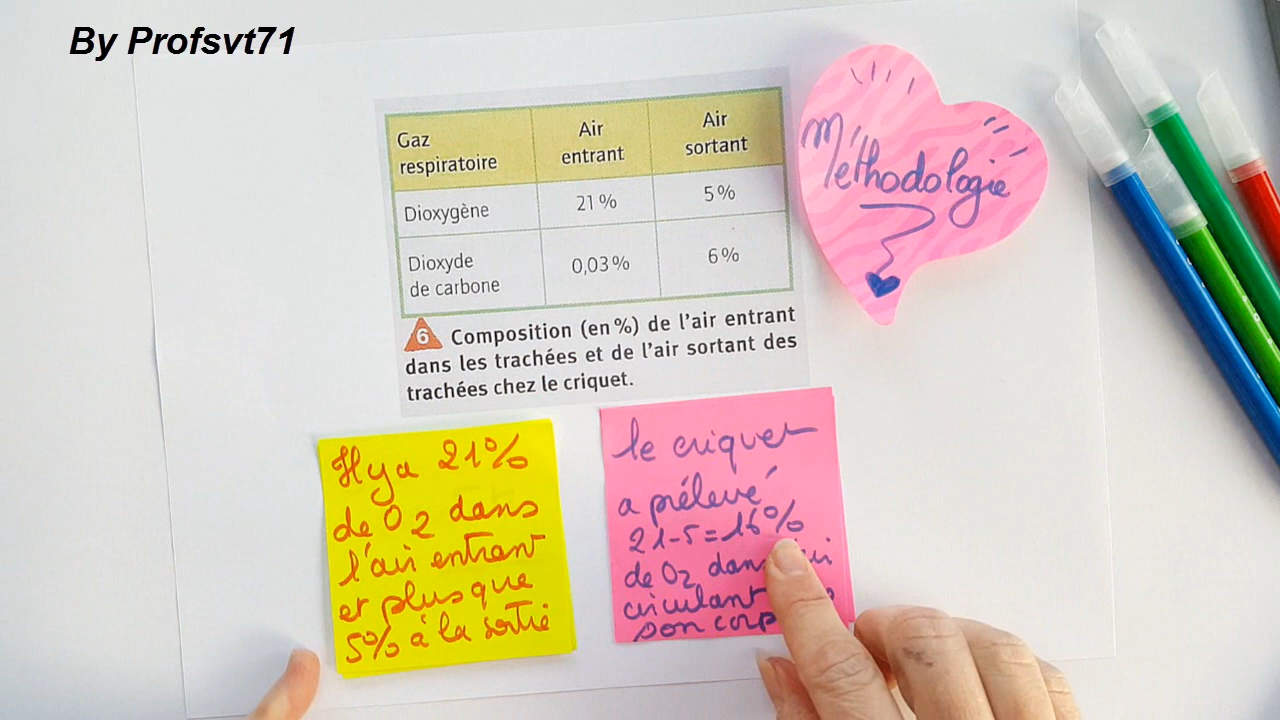 By Profsvt71
Gaz
respiratoire
Air
entrant
Air
sortant
Dioxygène
21 %
5 %
Dioxyde
de carbone
0,03 %
6 %
6 Composition (en %) de l'air entrant
dans les trachées et de l'air sortant des
trachées chez le criquet.
Méthodologie
Il y a 21%
de O2 dans
l'air entrant
et plus que
5% à la sortie
le criquet
a prélevé
21-5=16%
de O2 dans
circulant
son corp